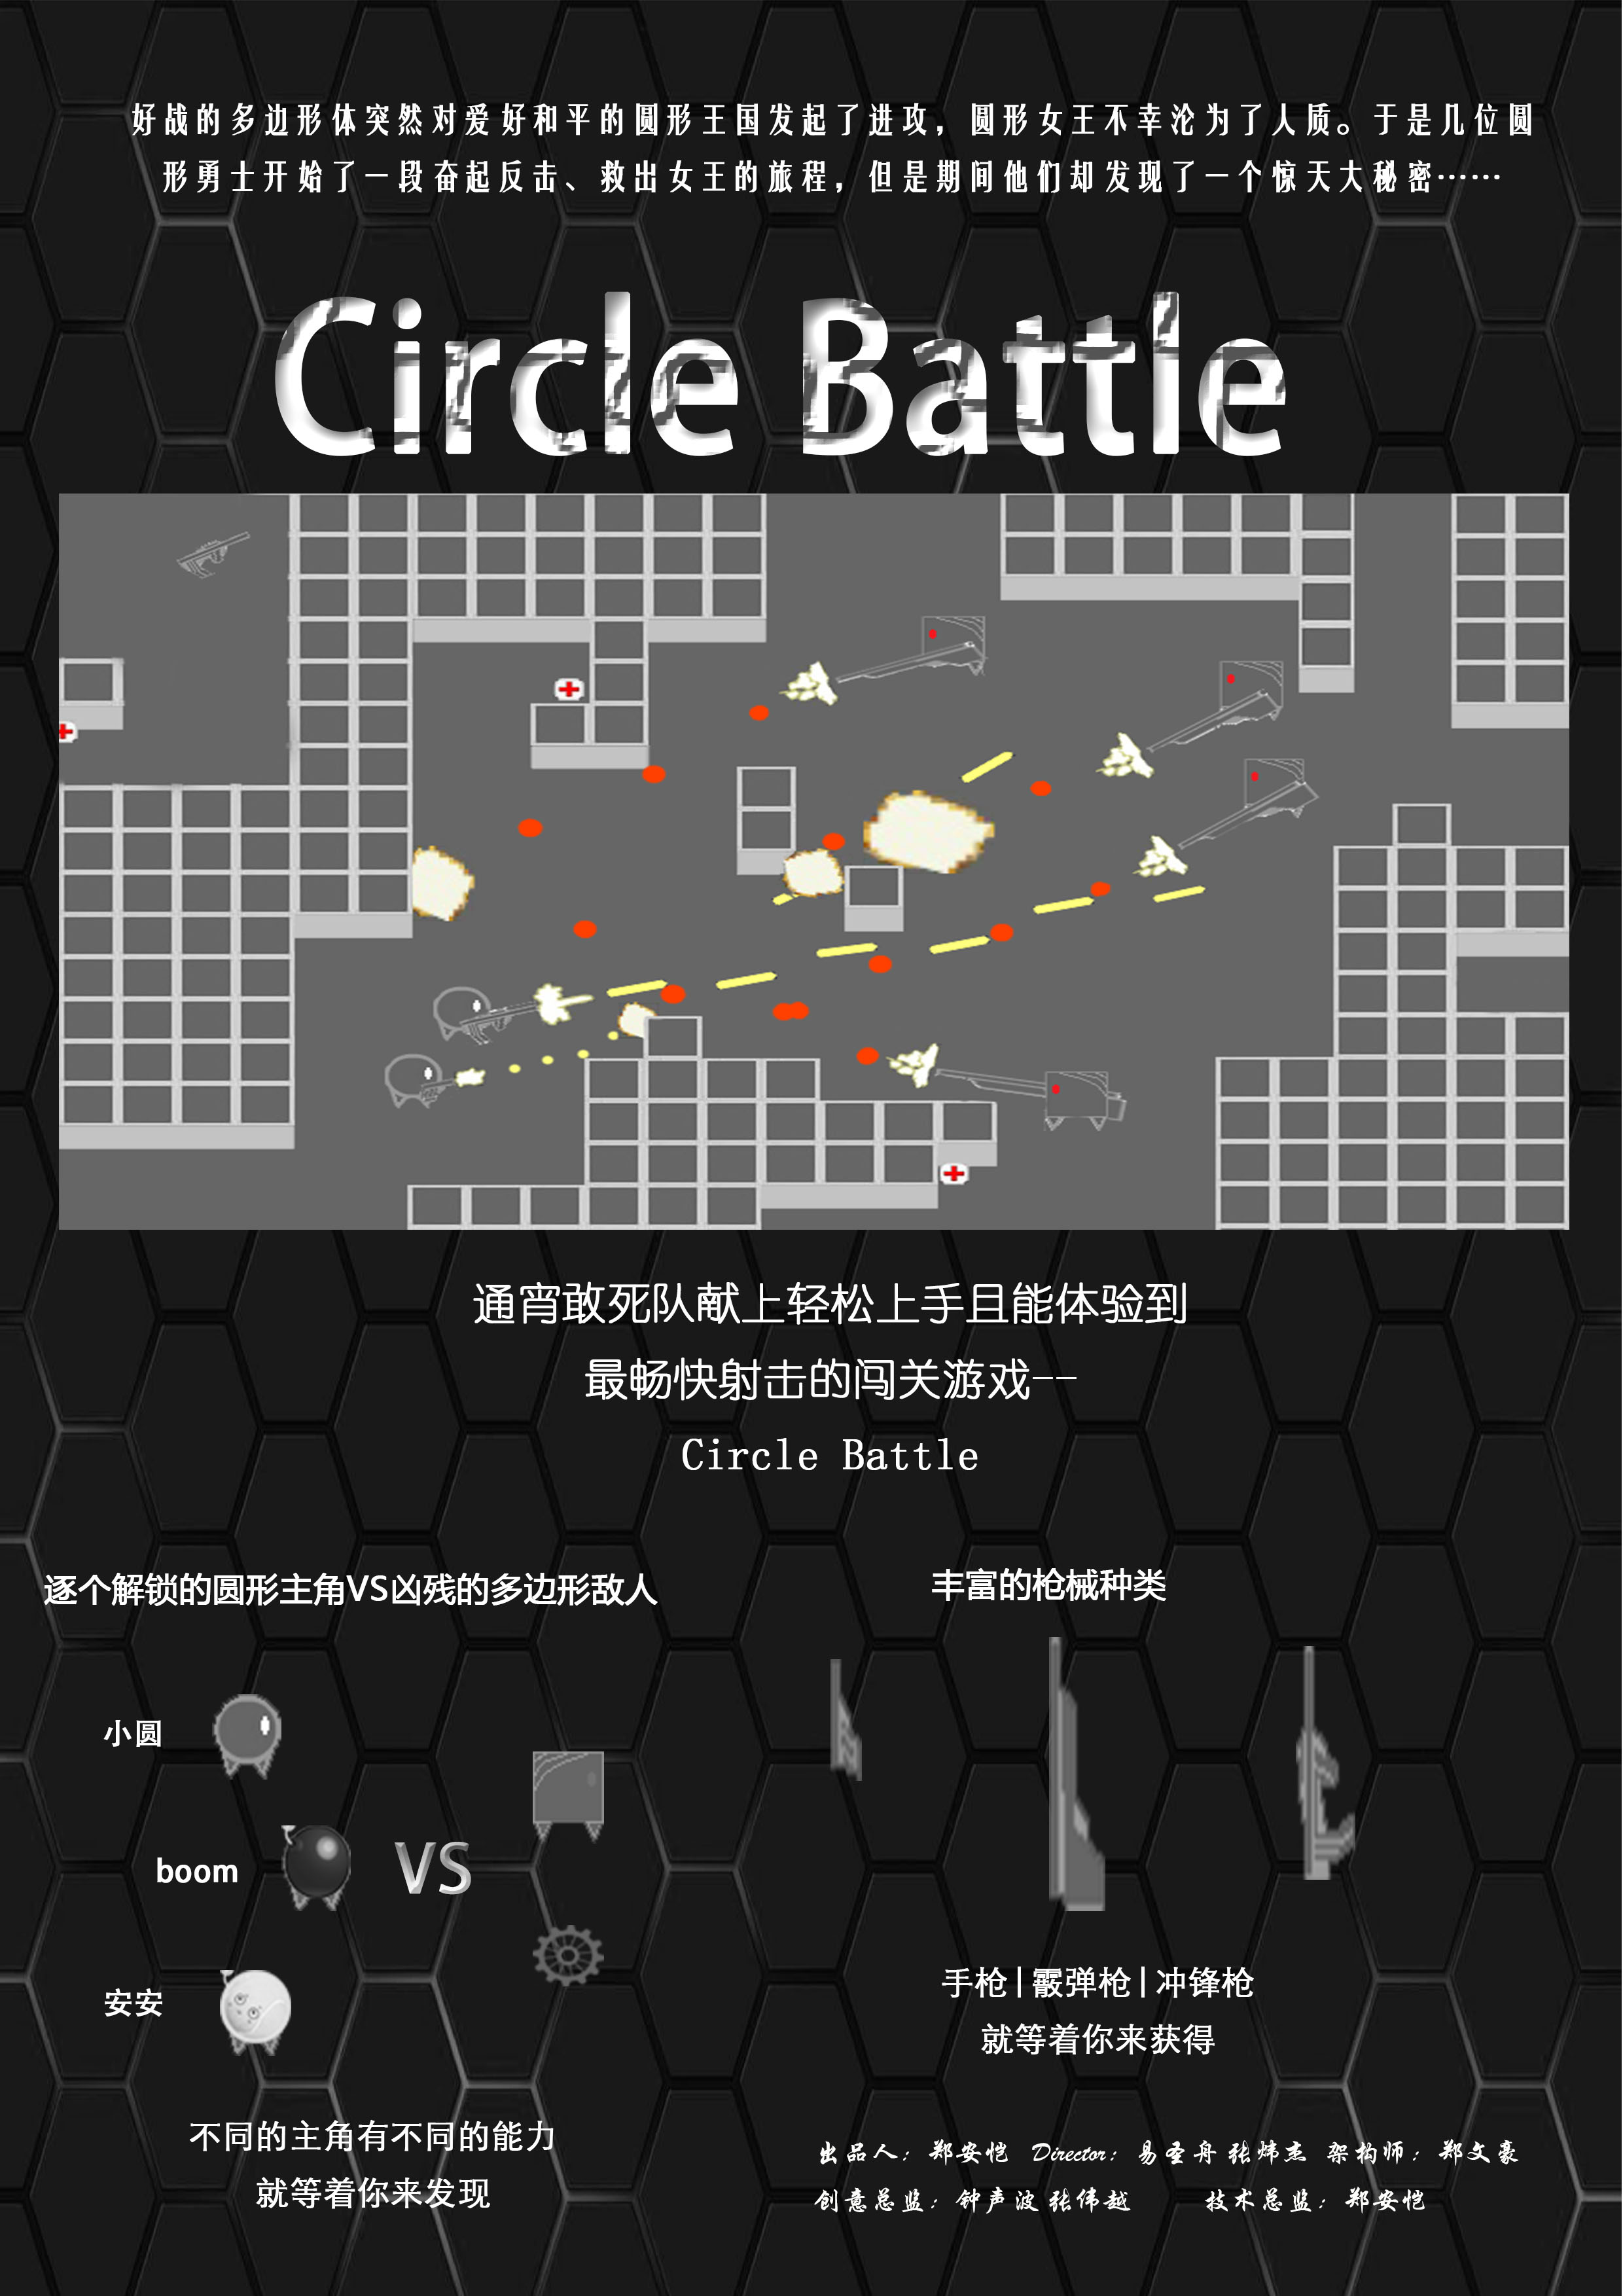 好战的多边形体突然对爱好和平的圆形王国发起了进攻，圆形女王不幸沦为了人质。于是几位圆
形勇士开始了一段奋起反击、救出女王的旅程，但是期间他们却发现了一个惊天大秘密……
Circle Battle
通宵敢死队献上轻松上手且能体验到
最畅快射击的闯关游戏--
Circle Battle
逐个解锁的圆形主角VS凶残的多边形敌人
小圆
boom
VS
安安
不同的主角有不同的能力
就等着你来发现
丰富的枪械种类
手枪|霰弹枪|冲锋枪
就等着你来获得
出品人：郑安恺 Director：易圣舟 张炜杰 架构师：郑文豪
创意总监：钟声波 张伟越 技术总监：郑安恺